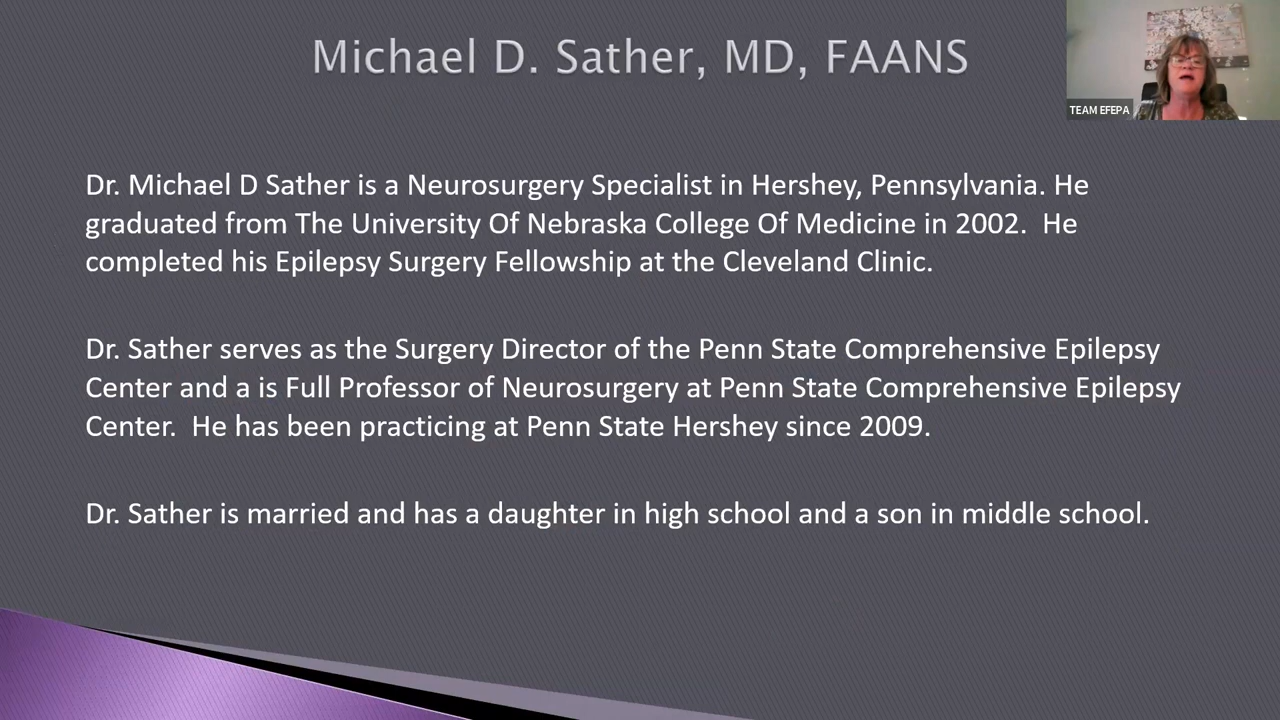 Michael D. Sather, MD, FAANS
TEAM EFEPA
Dr. Michael D Sather is a Neurosurgery Specialist in Hershey, Pennsylvania. He
graduated from The University Of Nebraska College Of Medicine in 2002.  He
completed his Epilepsy Surgery Fellowship at the Cleveland Clinic.
Dr. Sather serves as the Surgery Director of the Penn State Comprehensive Epilepsy
Center and a is Full Professor of Neurosurgery at Penn State Comprehensive Epilepsy
Center.  He has been practicing at Penn State Hershey since 2009.
Dr. Sather is married and has a daughter in high school and a son in middle school.